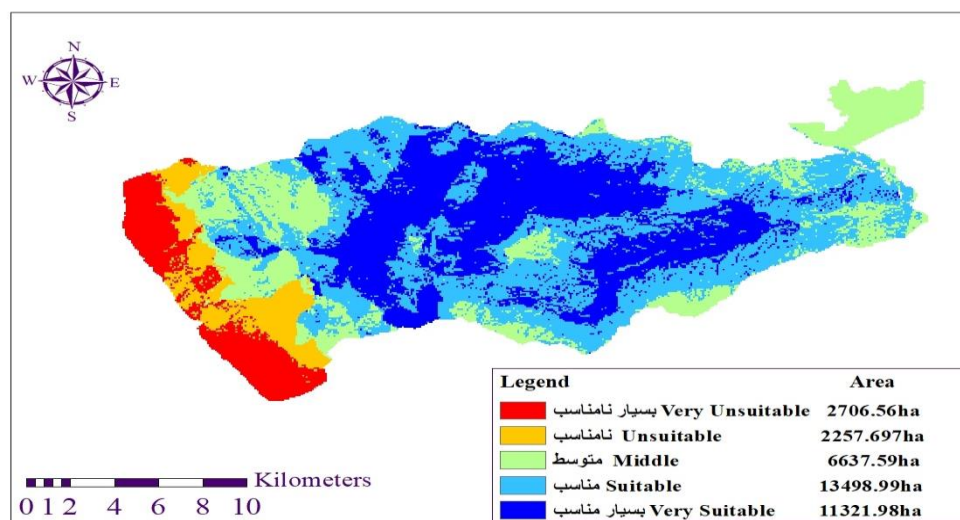 N
W E
S
Legend Area
بسیار نامناسب Very Unsuitable 2706.56ha
نامناسب Unsuitable 2257.697ha
متوسط Middle 6637.59ha
مناسب Suitable 13498.99ha
بسیار مناسب Very Suitable 11321.98ha
Kilometers
0 1 2 4 6 8 10